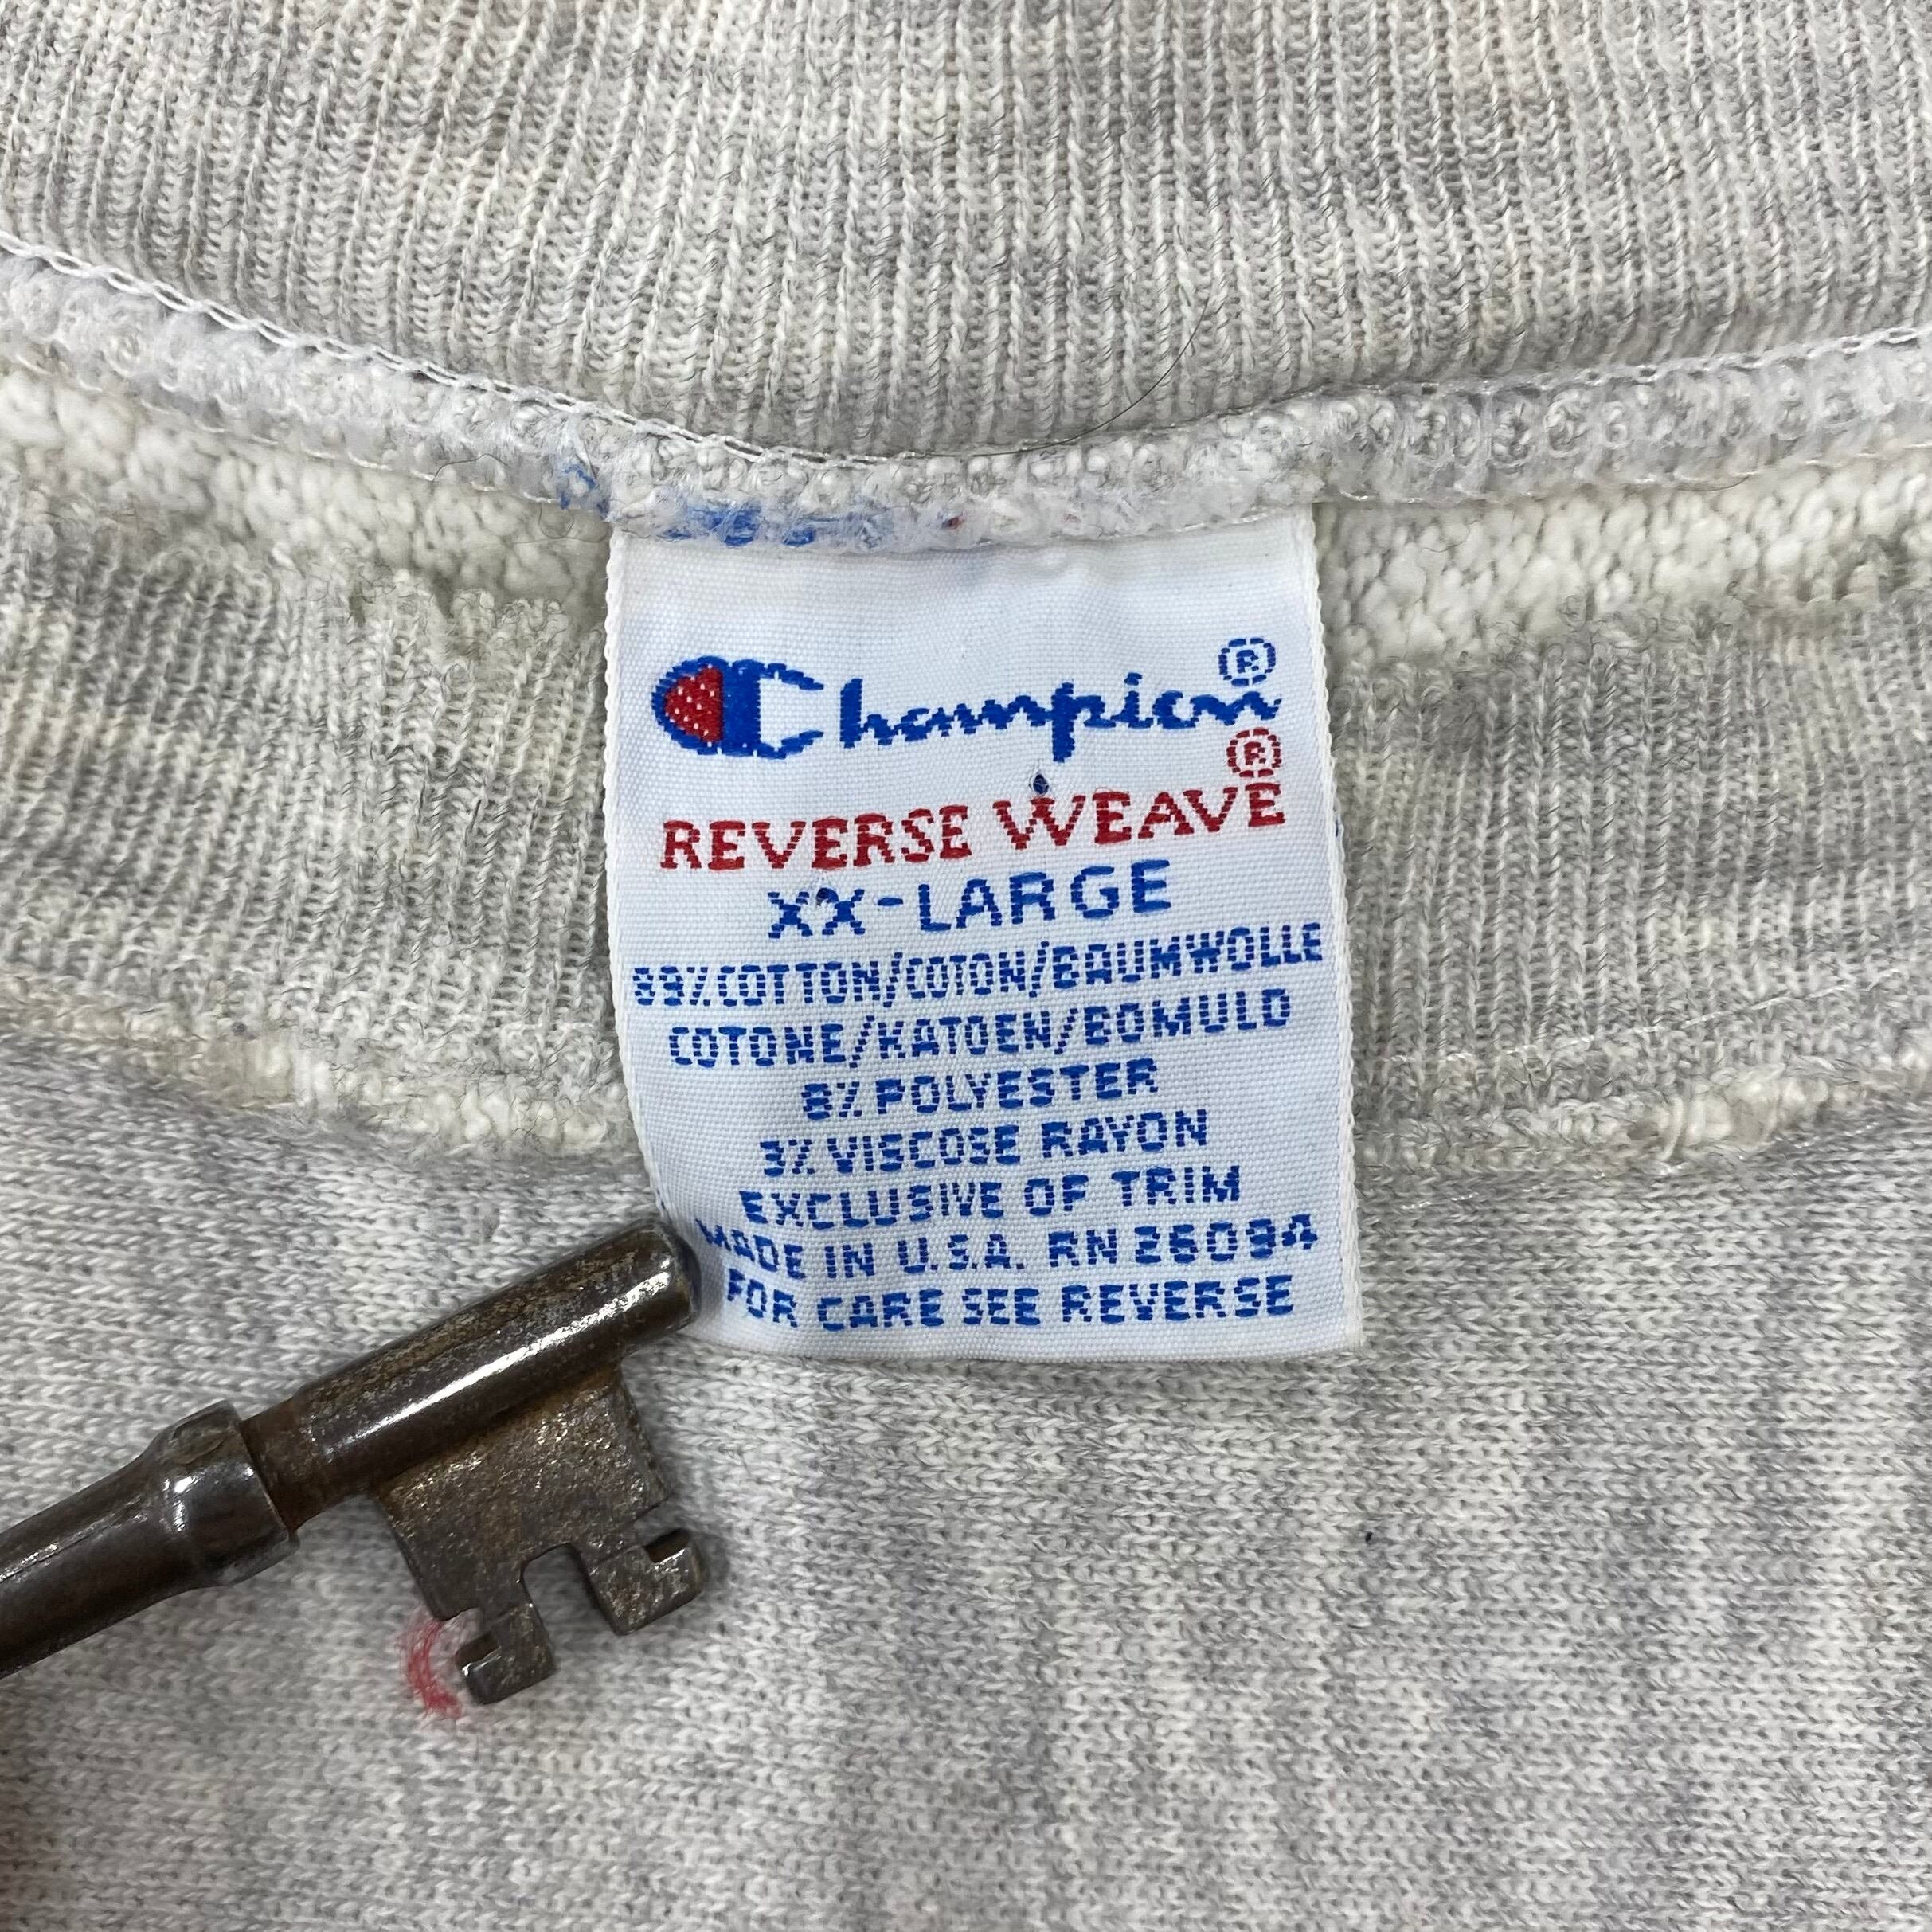 Champion®
REVERSE WEAVE®
XX-LARGE
89% COTTON/COTON/BAUMWOLLE
COTONE/KATOEN/BOMULD
8% POLYESTER
3% VISCOSE RAYON
EXCLUSIVE OF TRIM
MADE IN U.S.A. RN 26094
FOR CARE SEE REVERSE